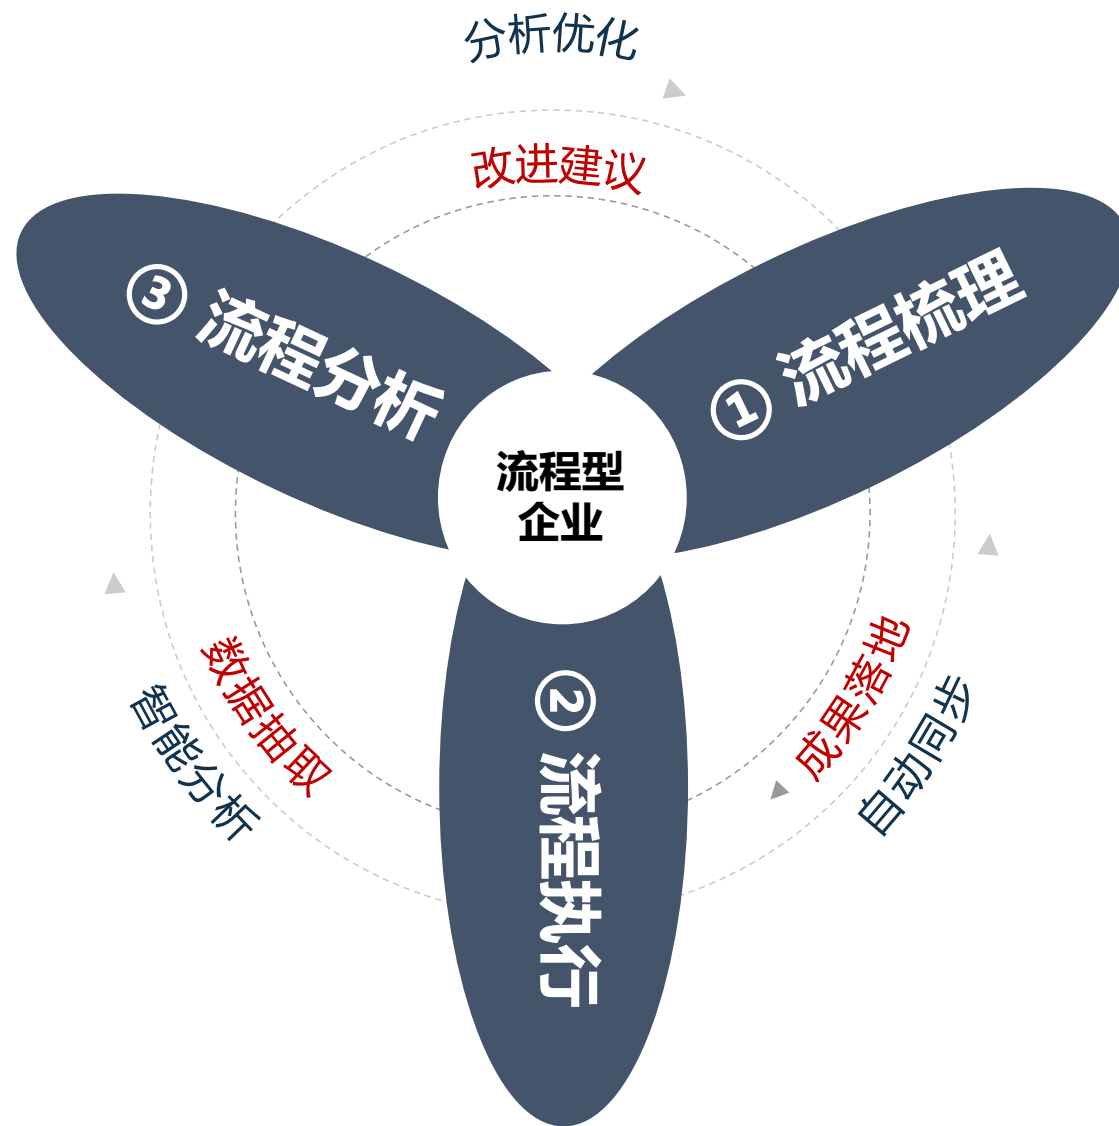 分析优化
改进建议
③ 流程分析
① 流程梳理
流程型
企业
② 流程执行
数据抽取
智能分析
成果落地
自动同步